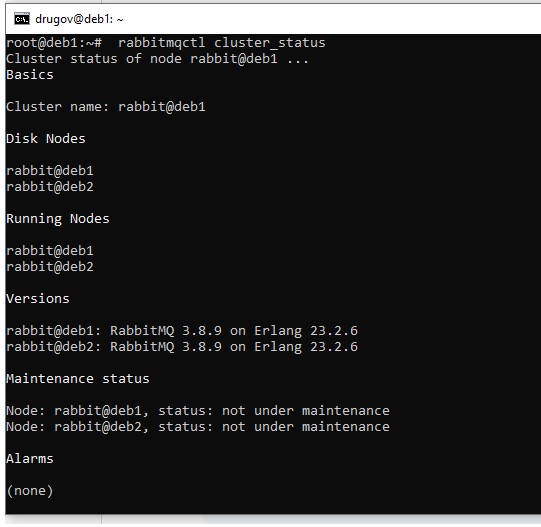 drugov@deb1: ~
root@deb1:~#  rabbitmqctl cluster_status
Cluster status of node rabbit@deb1 ...
Basics
Cluster name: rabbit@deb1
Disk Nodes
rabbit@deb1
rabbit@deb2
Running Nodes
rabbit@deb1
rabbit@deb2
Versions
rabbit@deb1: RabbitMQ 3.8.9 on Erlang 23.2.6
rabbit@deb2: RabbitMQ 3.8.9 on Erlang 23.2.6
Maintenance status
Node: rabbit@deb1, status: not under maintenance
Node: rabbit@deb2, status: not under maintenance
Alarms
(none)